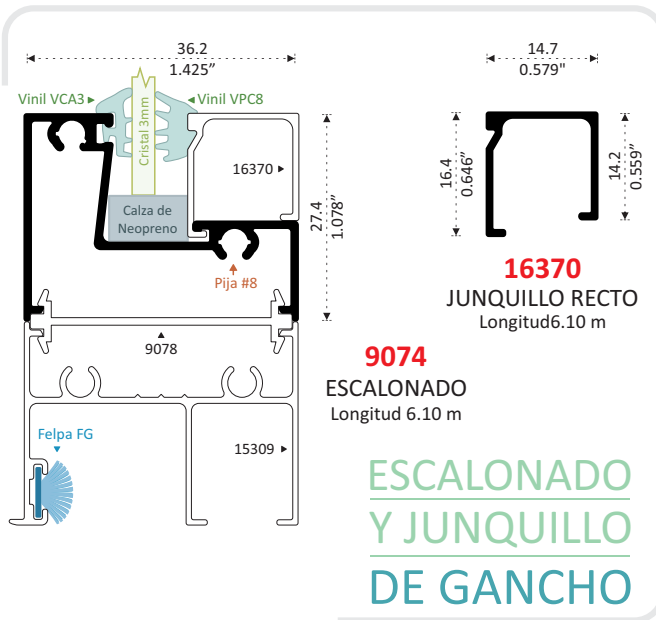 36.2
1.425”
Vinil VCA3
Vinil VPC8
Cristal 3mm
16370
Calza de
Neopreno
27.4
1.078”
Pija #8
9078
Felpa FG
15309
14.7
0.579"
16.4
0.646”
14.2
0.559”
16370
JUNQUILLO RECTO
Longitud6.10 m
9074
ESCALONADO
Longitud 6.10 m
ESCALONADO
Y JUNQUILLO
DE GANCHO